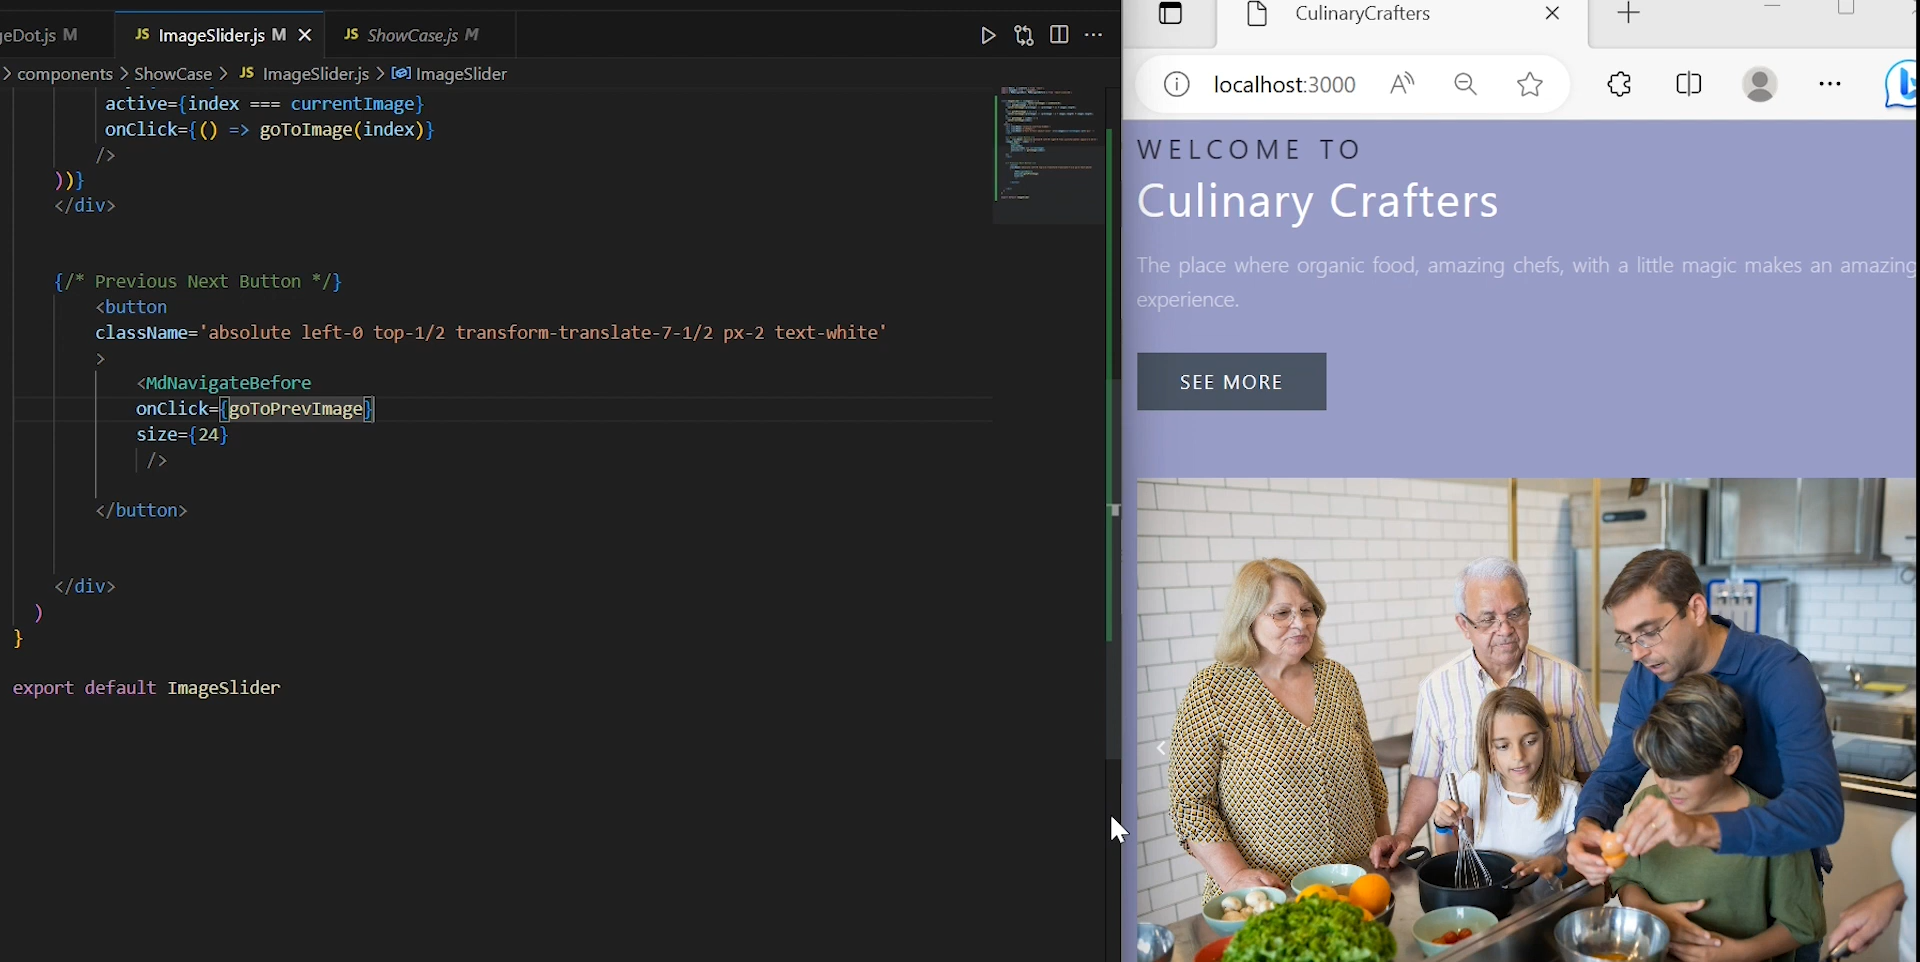 eDot.js M
JS ImageSlider.js M
JS ShowCase.js M
components > ShowCase > JS ImageSlider.js > ImageSlider
active={index === currentImage}
onClick={() => goToImage(index)}
/>
))}
</div>
{/* Previous Next Button */}
<button
className='absolute left-0 top-1/2 transform-translate-7-1/2 px-2 text-white'
>
<MdNavigateBefore
onClick={goToPrevImage}
size={24}
/>
</button>
</div>
)
}
export default ImageSlider
CulinaryCrafters
localhost:3000
WELCOME TO
Culinary Crafters
The place where organic food, amazing chefs, with a little magic makes an amazing
experience.
SEE MORE